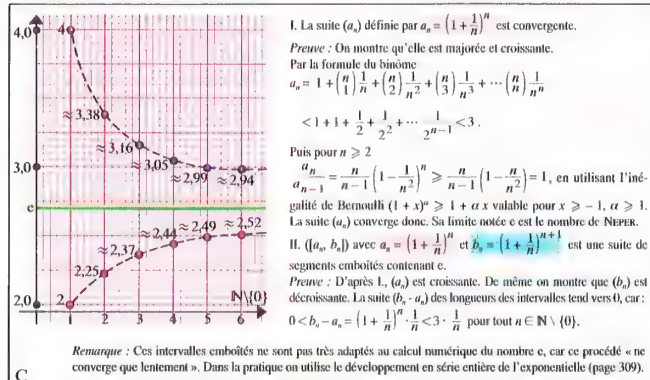 4,0
4
≈ 3,38
≈ 3,16
≈ 3,05
≈ 2,99
≈ 2,94
3,0
e
≈ 2,52
≈ 2,49
≈ 2,44
≈ 2,37
2,25
2,0
2
ℕ\{0}
1 2 3 4 5 6
I. La suite (aₙ) définie par aₙ = (1 + 1/n)ⁿ est convergente.
Preuve : On montre qu'elle est majorée et croissante.
Par la formule du binôme
aₙ = 1 + (n 1) 1/n + (n 2) 1/n² + (n 3) 1/n³ + ⋯ (n n) 1/nⁿ
< 1 + 1 + 1/2 + 1/2² + ⋯ 1/2ⁿ⁻¹ < 3 .
Puis pour n ⩾ 2
aₙ/aₙ₋₁ = n/(n−1) (1 − 1/n²)ⁿ ⩾ n/(n−1) (1 − n/n²) = 1, en utilisant l'iné-
galité de Bernoulli (1 + x)ᵅ ⩾ 1 + α x valable pour x ⩾ −1, α ⩾ 1.
La suite (aₙ) converge donc. Sa limite notée e est le nombre de NEPER.
II. ([aₙ, bₙ]) avec aₙ = (1 + 1/n)ⁿ et bₙ = (1 + 1/n)ⁿ⁺¹ est une suite de
segments emboîtés contenant e.
Preuve : D'après I., (aₙ) est croissante. De même on montre que (bₙ) est
décroissante. La suite (bₙ - aₙ) des longueurs des intervalles tend vers 0, car :
0 < bₙ − aₙ = (1 + 1/n)ⁿ · 1/n < 3 · 1/n pour tout n ∈ ℕ \ {0}.
Remarque : Ces intervalles emboîtés ne sont pas très adaptés au calcul numérique du nombre e, car ce procédé « ne
converge que lentement ». Dans la pratique on utilise le développement en série entière de l'exponentielle (page 309).
C